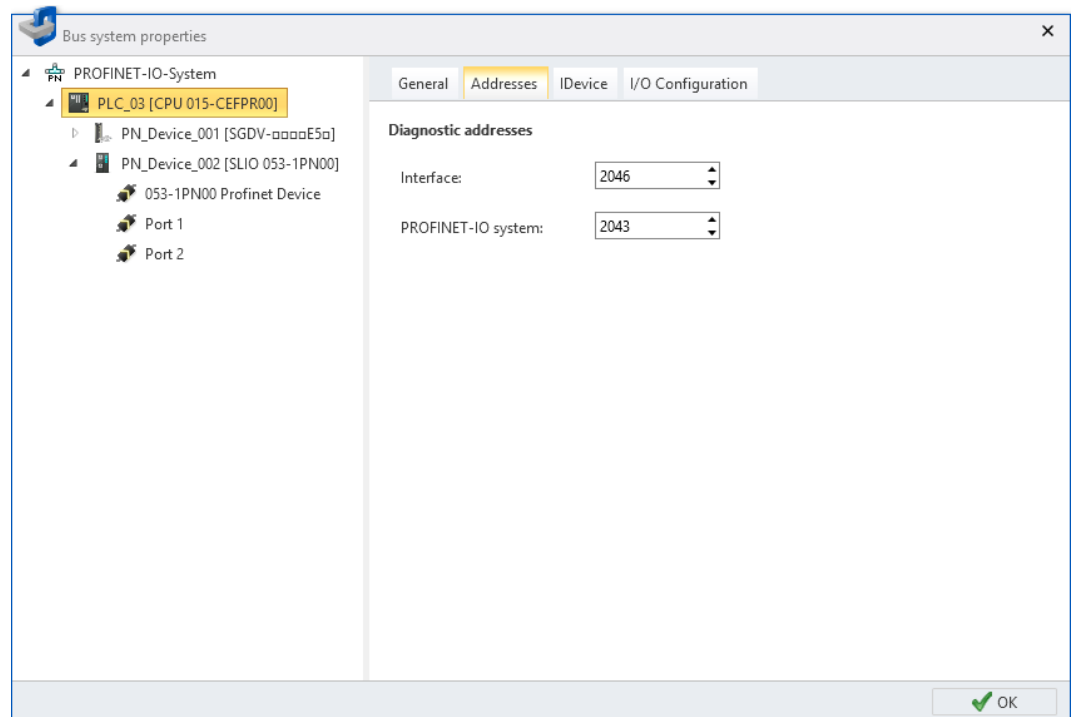 Bus system properties
PN PROFINET-IO-System
PLC_03 [CPU 015-CEFPR00]
PN_Device_001 [SGDV-□□□□E5□]
PN_Device_002 [SLIO 053-1PN00]
053-1PN00 Profinet Device
Port 1
Port 2
General Addresses IDevice I/O Configuration
Diagnostic addresses
Interface: 2046
PROFINET-IO system: 2043
OK